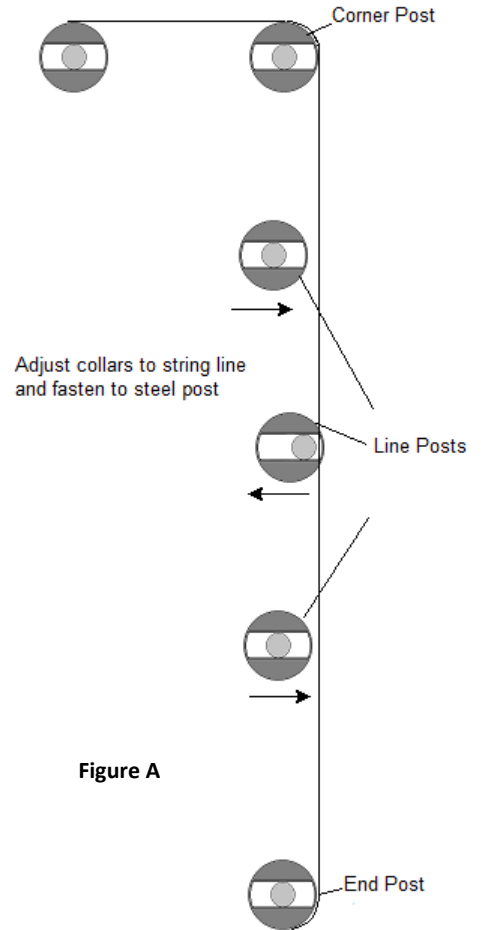 Corner Post
Adjust collars to string line
and fasten to steel post
Line Posts
Figure A
End Post